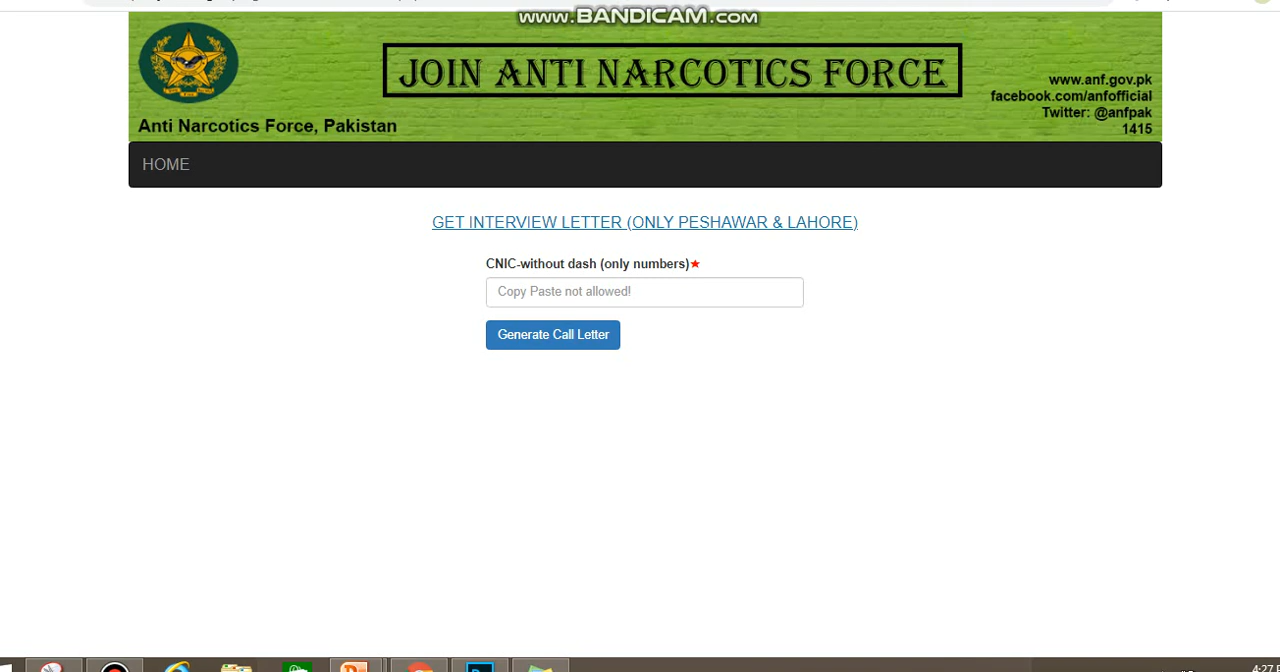 www.BANDICAM.com
JOIN ANTI NARCOTICS FORCE
www.anf.gov.pk
facebook.com/anfofficial
Twitter: @anfpak
1415
Anti Narcotics Force, Pakistan
HOME
GET INTERVIEW LETTER (ONLY PESHAWAR & LAHORE)
CNIC-without dash (only numbers)★
Copy Paste not allowed!
Generate Call Letter